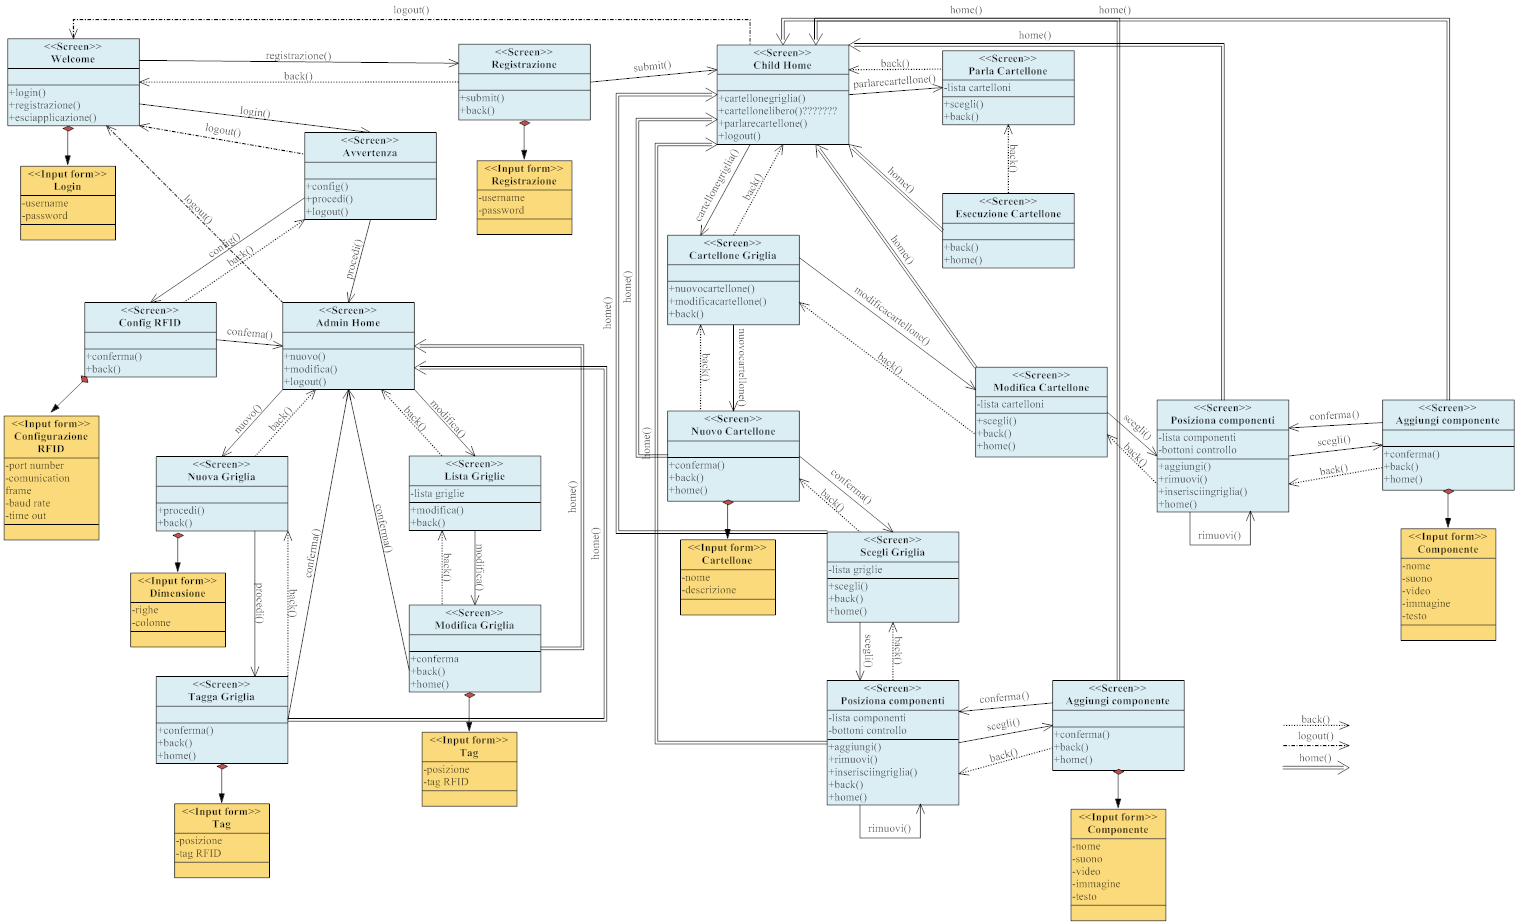 logout()
home()
home()
home()
<<Screen>>
Welcome
+login()
+registrazione()
+esciapplicazione()
registrazione()
back()
<<Screen>>
Registrazione
+submit()
+back()
submit()
<<Screen>>
Child Home
+cartellonegriglia()
+cartellonelibero()???????
+parlarecartellone()
+logout()
back()
parlarecartellone()
<<Screen>>
Parla Cartellone
-lista cartelloni
+scegli()
+back()
login()
logout()
<<Screen>>
Avvertenza
+config()
+procedi()
+logout()
<<Input form>>
Login
-username
-password
<<Input form>>
Registrazione
-username
-password
logout()
config()
back()
procedi()
cartellonegriglia()
back()
home()
back()
<<Screen>>
Esecuzione Cartellone
+back()
+home()
<<Screen>>
Cartellone Griglia
+nuovocartellone()
+modificacartellone()
+back()
home()
home()
home()
modificacartellone()
back()
<<Screen>>
Config RFID
+conferma()
+back()
conferma()
<<Screen>>
Admin Home
+nuovo()
+modifica()
+logout()
back()
nuovocartellone()
<<Screen>>
Modifica Cartellone
-lista cartelloni
+scegli()
+back()
+home()
scegli()
back()
<<Screen>>
Posiziona componenti
-lista componenti
-bottoni controllo
+aggiungi()
+rimuovi()
+inserisciingriglia()
+home()
rimuovi()
conferma()
scegli()
back()
<<Screen>>
Aggiungi componente
+conferma()
+back()
+home()
<<Input form>>
Componente
-nome
-suono
-video
-immagine
-testo
<<Input form>>
Configurazione
RFID
-port number
-comunication
frame
-baud rate
-time out
nuovo()
back()
back()
modifica()
<<Screen>>
Nuova Griglia
+procedi()
+back()
<<Screen>>
Lista Griglie
-lista griglie
+modifica()
+back()
<<Screen>>
Nuovo Cartellone
+conferma()
+back()
+home()
home()
conferma()
back()
<<Input form>>
Cartellone
-nome
-descrizione
<<Screen>>
Scegli Griglia
-lista griglie
+scegli()
+back()
+home()
conferma()
conferma()
home()
home()
<<Input form>>
Dimensione
-righe
-colonne
procedi()
back()
back()
modifica()
<<Screen>>
Modifica Griglia
+conferma
+back()
+home()
scegli()
back()
<<Screen>>
Tagga Griglia
+conferma()
+back()
+home()
<<Input form>>
Tag
-posizione
-tag RFID
<<Input form>>
Tag
-posizione
-tag RFID
<<Screen>>
Posiziona componenti
-lista componenti
-bottoni controllo
+aggiungi()
+rimuovi()
+inserisciingriglia()
+back()
+home()
rimuovi()
conferma()
scegli()
back()
<<Screen>>
Aggiungi componente
+conferma()
+back()
+home()
<<Input form>>
Componente
-nome
-suono
-video
-immagine
-testo
back()
logout()
home()